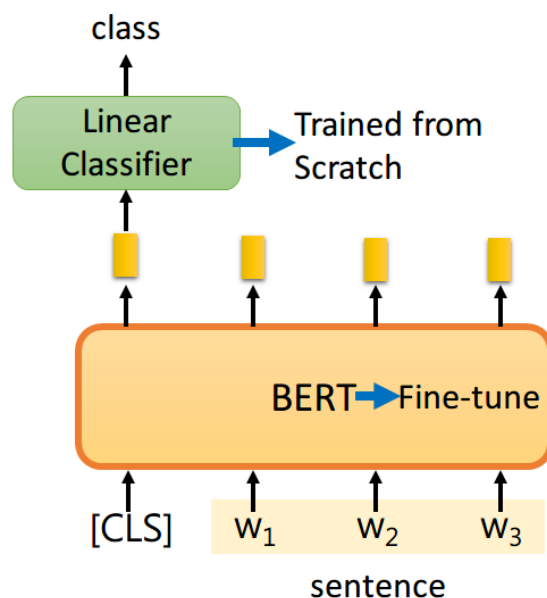 class
Linear
Classifier
Trained from
Scratch
BERT
Fine-tune
[CLS]
w₁
w₂
w₃
sentence